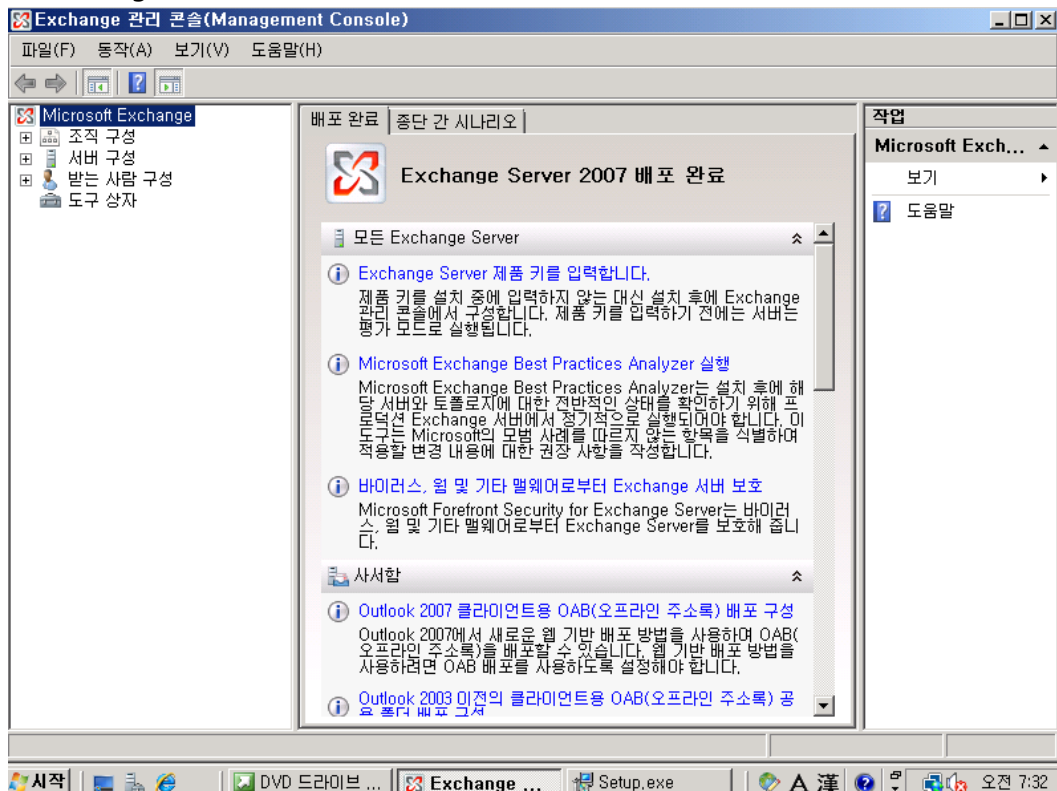 Exchange 관리 콘솔(Management Console)
파일(F) 동작(A) 보기(V) 도움말(H)
Microsoft Exchange
조직 구성
서버 구성
받는 사람 구성
도구 상자
배포 완료 종단 간 시나리오
Exchange Server 2007 배포 완료
모든 Exchange Server
Exchange Server 제품 키를 입력합니다.
제품 키를 설치 중에 입력하지 않는 대신 설치 후에 Exchange
관리 콘솔에서 구성합니다. 제품 키를 입력하기 전에는 서버는
평가 모드로 실행됩니다.
Microsoft Exchange Best Practices Analyzer 실행
Microsoft Exchange Best Practices Analyzer는 설치 후에 해
당 서버와 토폴로지에 대한 전반적인 상태를 확인하기 위해 프
로덕션 Exchange 서버에서 정기적으로 실행되어야 합니다. 이
도구는 Microsoft의 모범 사례를 따르지 않는 항목을 식별하여
적용할 변경 내용에 대한 권장 사항을 작성합니다.
바이러스, 웜 및 기타 맬웨어로부터 Exchange 서버 보호
Microsoft Forefront Security for Exchange Server는 바이러
스, 웜 및 기타 맬웨어로부터 Exchange Server를 보호해 줍니
다.
사서함
Outlook 2007 클라이언트용 OAB(오프라인 주소록) 배포 구성
Outlook 2007에서 새로운 웹 기반 배포 방법을 사용하여 OAB(
오프라인 주소록)을 배포할 수 있습니다. 웹 기반 배포 방법을
사용하려면 OAB 배포를 사용하도록 설정해야 합니다.
Outlook 2003 이전의 클라이언트용 OAB(오프라인 주소록) 공
용 폴더 배포 구성
작업
Microsoft Exch...
보기
도움말
시작 DVD 드라이브 ... Exchange ... Setup.exe A 漢 오전 7:32